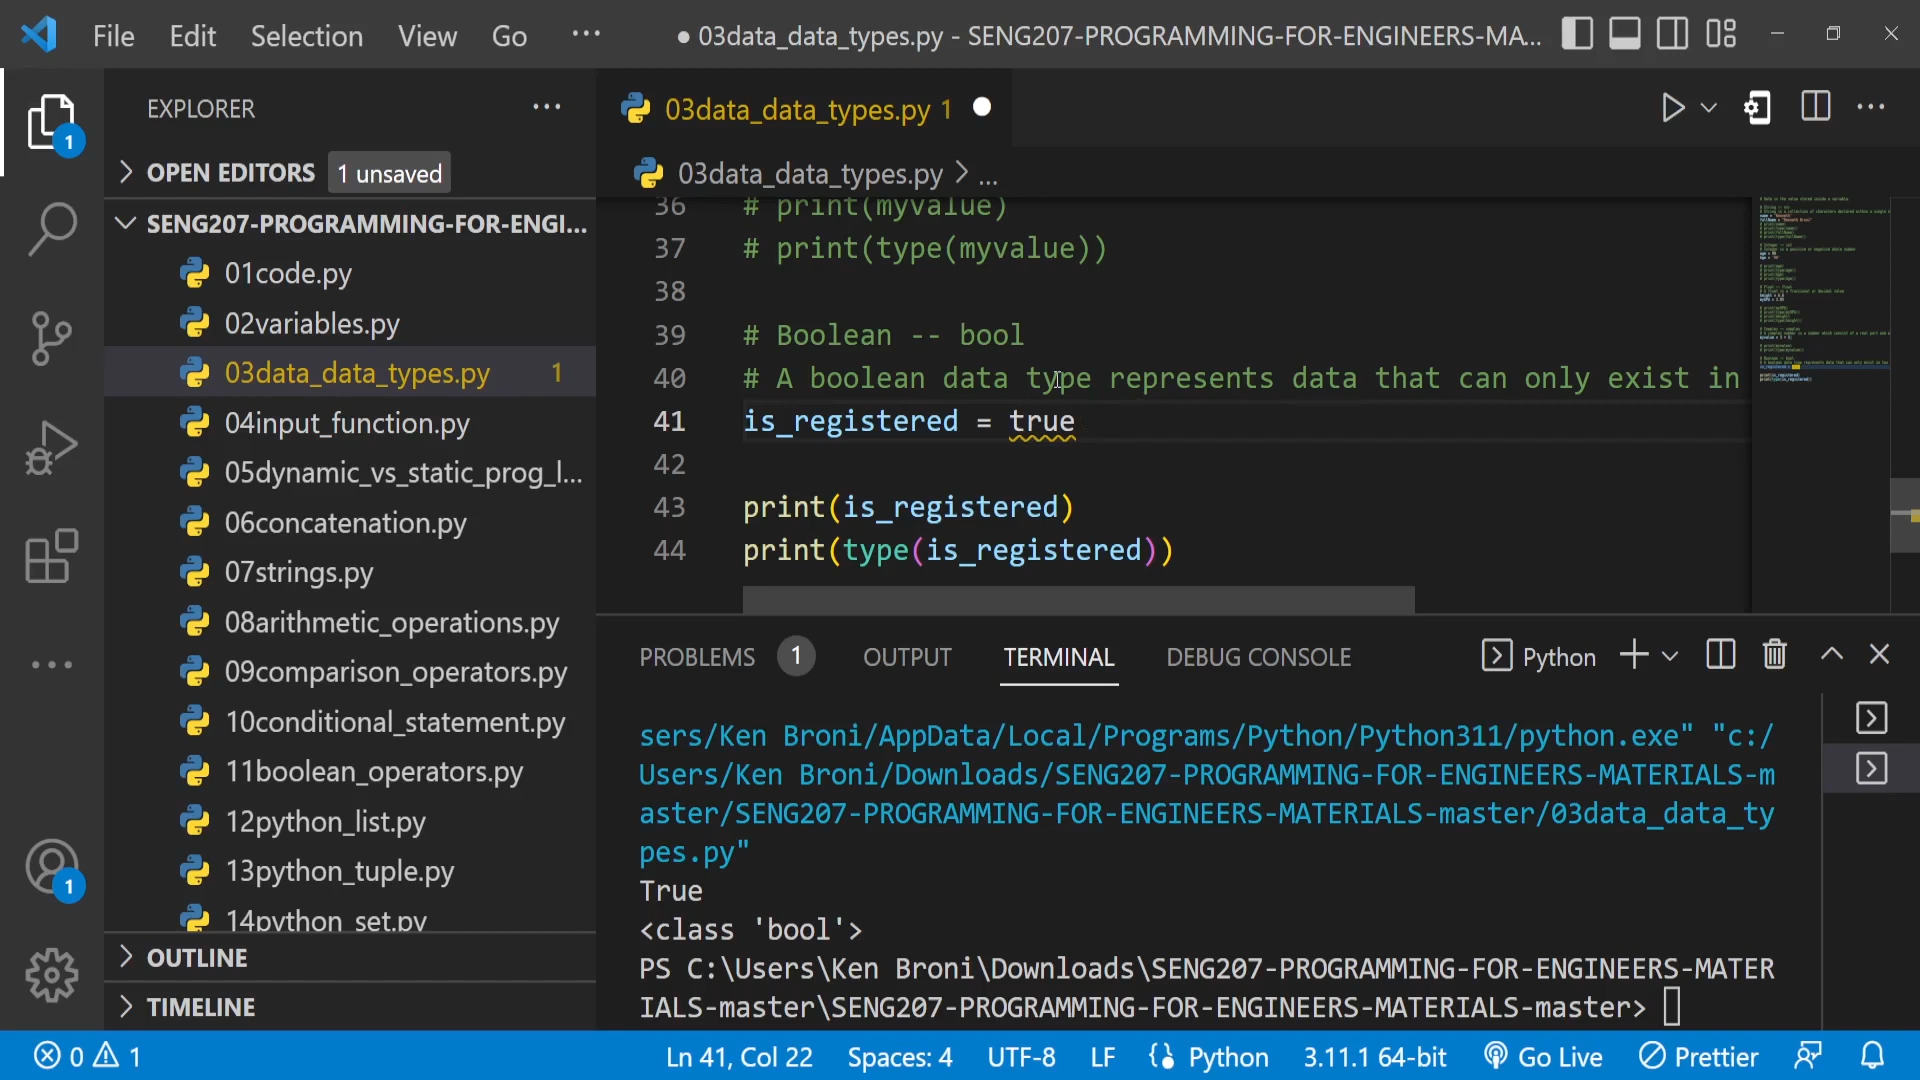 File Edit Selection View Go ··· ● 03data_data_types.py - SENG207-PROGRAMMING-FOR-ENGINEERS-MA...
EXPLORER ···
OPEN EDITORS 1 unsaved
SENG207-PROGRAMMING-FOR-ENGI...
01code.py
02variables.py
03data_data_types.py 1
04input_function.py
05dynamic_vs_static_prog_l...
06concatenation.py
07strings.py
08arithmetic_operations.py
09comparison_operators.py
10conditional_statement.py
11boolean_operators.py
12python_list.py
13python_tuple.py
14python_set.py
OUTLINE
TIMELINE
1
1
03data_data_types.py 1
03data_data_types.py > ...
36 # print(myvalue)
37 # print(type(myvalue))
38
39 # Boolean -- bool
40 # A boolean data type represents data that can only exist in
41 is_registered = true
42
43 print(is_registered)
44 print(type(is_registered))
PROBLEMS 1 OUTPUT TERMINAL DEBUG CONSOLE Python
sers/Ken Broni/AppData/Local/Programs/Python/Python311/python.exe" "c:/
Users/Ken Broni/Downloads/SENG207-PROGRAMMING-FOR-ENGINEERS-MATERIALS-m
aster/SENG207-PROGRAMMING-FOR-ENGINEERS-MATERIALS-master/03data_data_ty
pes.py"
True
<class 'bool'>
PS C:\Users\Ken Broni\Downloads\SENG207-PROGRAMMING-FOR-ENGINEERS-MATER
IALS-master\SENG207-PROGRAMMING-FOR-ENGINEERS-MATERIALS-master>
0 1 Ln 41, Col 22 Spaces: 4 UTF-8 LF Python 3.11.1 64-bit Go Live Prettier